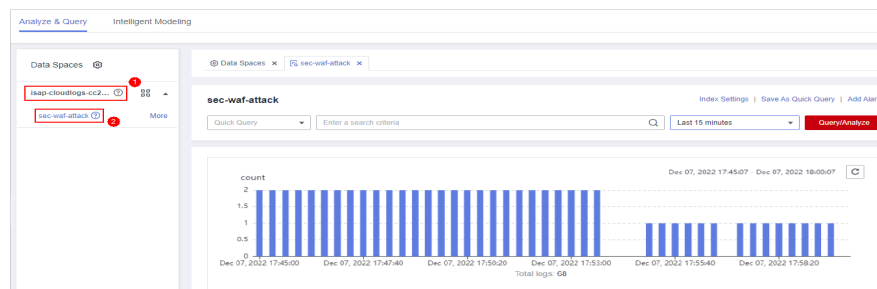 Analyze & Query Intelligent Modeling
Data Spaces
Data Spaces × sec-waf-attack ×
1
isap-cloudlogs-cc2...
sec-waf-attack More
2
sec-waf-attack
Index Settings | Save As Quick Query | Add Alar
Quick Query Enter a search criteria Last 15 minutes Query/Analyze
Dec 07, 2022 17:45:07 - Dec 07, 2022 18:00:07
count
2
1.5
1
0.5
0
Dec 07, 2022 17:45:00 Dec 07, 2022 17:47:40 Dec 07, 2022 17:50:20 Dec 07, 2022 17:53:00 Dec 07, 2022 17:55:40 Dec 07, 2022 17:58:20
Total logs: 68